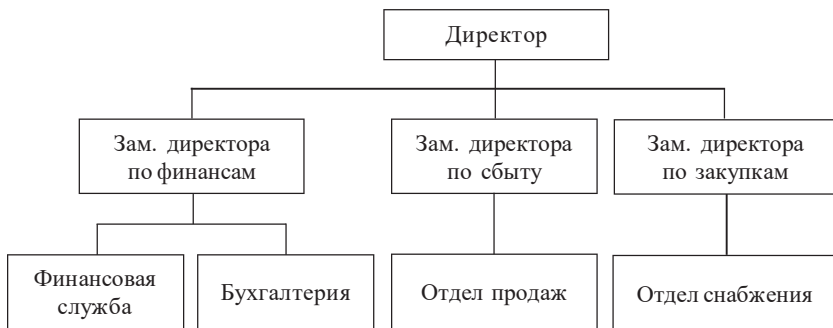 Директор
Зам. директора
по финансам
Зам. директора
по сбыту
Зам. директора
по закупкам
Финансовая
служба
Бухгалтерия
Отдел продаж
Отдел снабжения